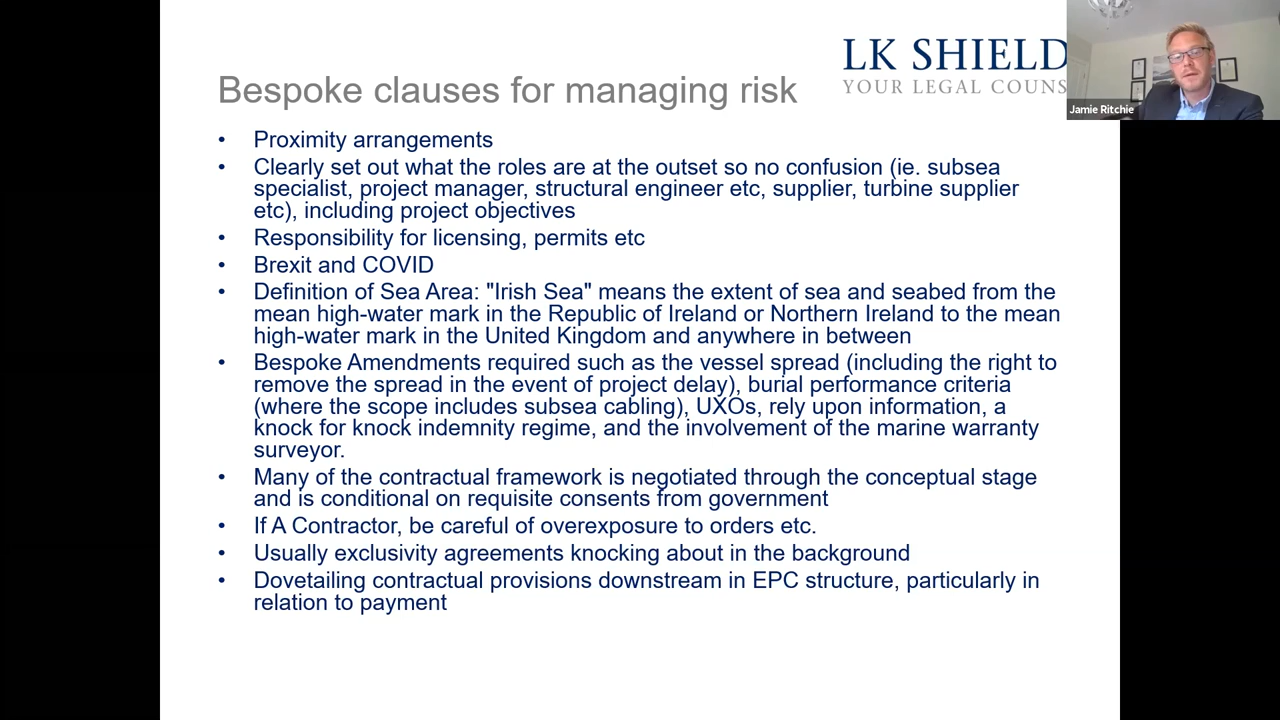 LK SHIELD
YOUR LEGAL COUNS
Jamie Ritchie
Bespoke clauses for managing risk
• Proximity arrangements
• Clearly set out what the roles are at the outset so no confusion (ie. subsea
specialist, project manager, structural engineer etc, supplier, turbine supplier
etc), including project objectives
• Responsibility for licensing, permits etc
• Brexit and COVID
• Definition of Sea Area: "Irish Sea" means the extent of sea and seabed from the
mean high-water mark in the Republic of Ireland or Northern Ireland to the mean
high-water mark in the United Kingdom and anywhere in between
• Bespoke Amendments required such as the vessel spread (including the right to
remove the spread in the event of project delay), burial performance criteria
(where the scope includes subsea cabling), UXOs, rely upon information, a
knock for knock indemnity regime, and the involvement of the marine warranty
surveyor.
• Many of the contractual framework is negotiated through the conceptual stage
and is conditional on requisite consents from government
• If A Contractor, be careful of overexposure to orders etc.
• Usually exclusivity agreements knocking about in the background
• Dovetailing contractual provisions downstream in EPC structure, particularly in
relation to payment